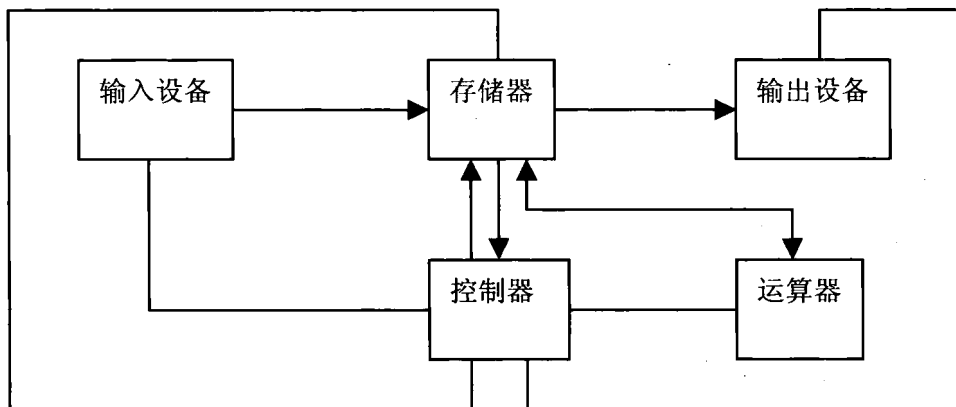 输入设备
存储器
输出设备
控制器
运算器